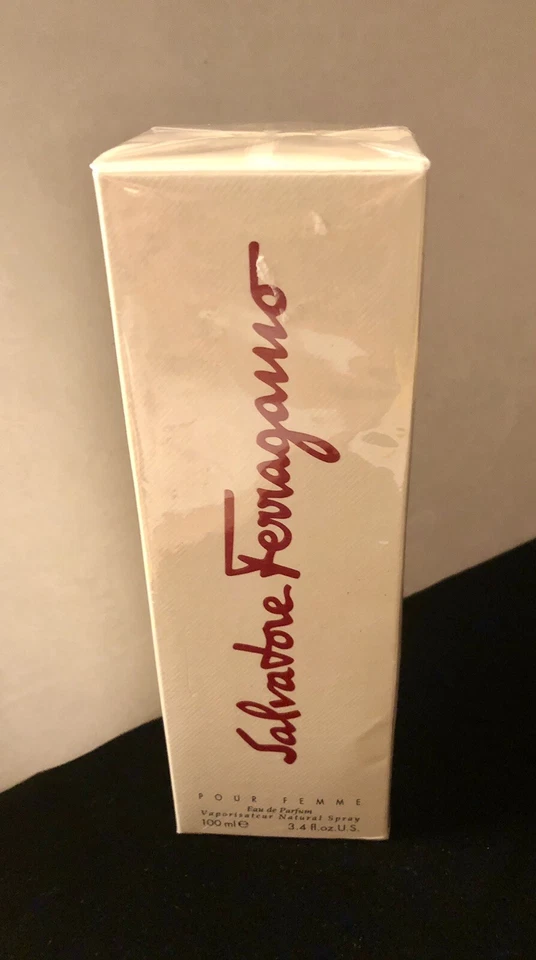 Salvatore Ferragamo
POUR FEMME
Eau de Parfum
Vaporisateur Natural Spray
100 ml ℮ 3.4 fl.oz.U.S.